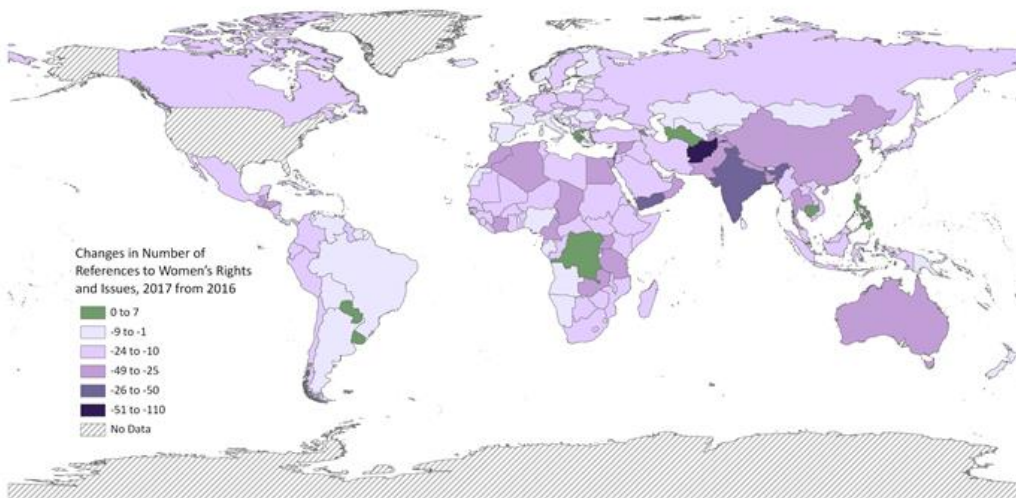 Changes in Number of
References to Women's Rights
and Issues, 2017 from 2016
0 to 7
-9 to -1
-24 to -10
-49 to -25
-26 to -50
-51 to -110
No Data